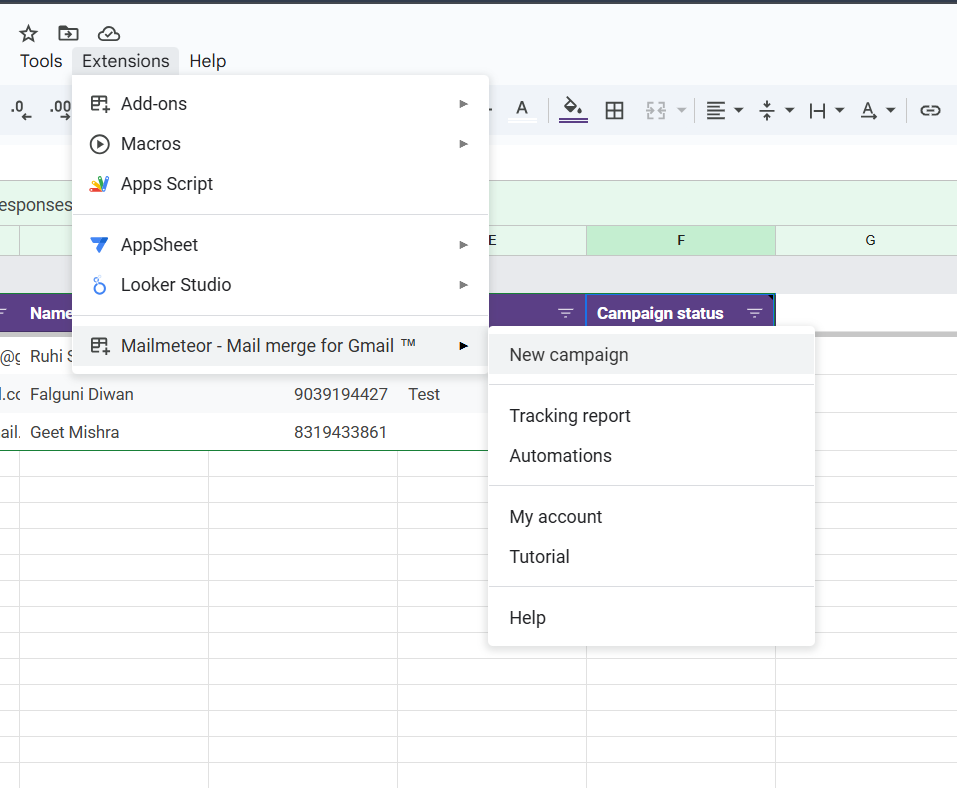 Tools Extensions Help
.0 .00 A A
Add-ons
Macros
Apps Script
esponses
AppSheet
E F G
Looker Studio
Name Campaign status
Mailmeteor - Mail merge for Gmail ™
@g Ruhi S New campaign
l.co Falguni Diwan 9039194427 Test
Tracking report
ail. Geet Mishra 8319433861
Automations
My account
Tutorial
Help